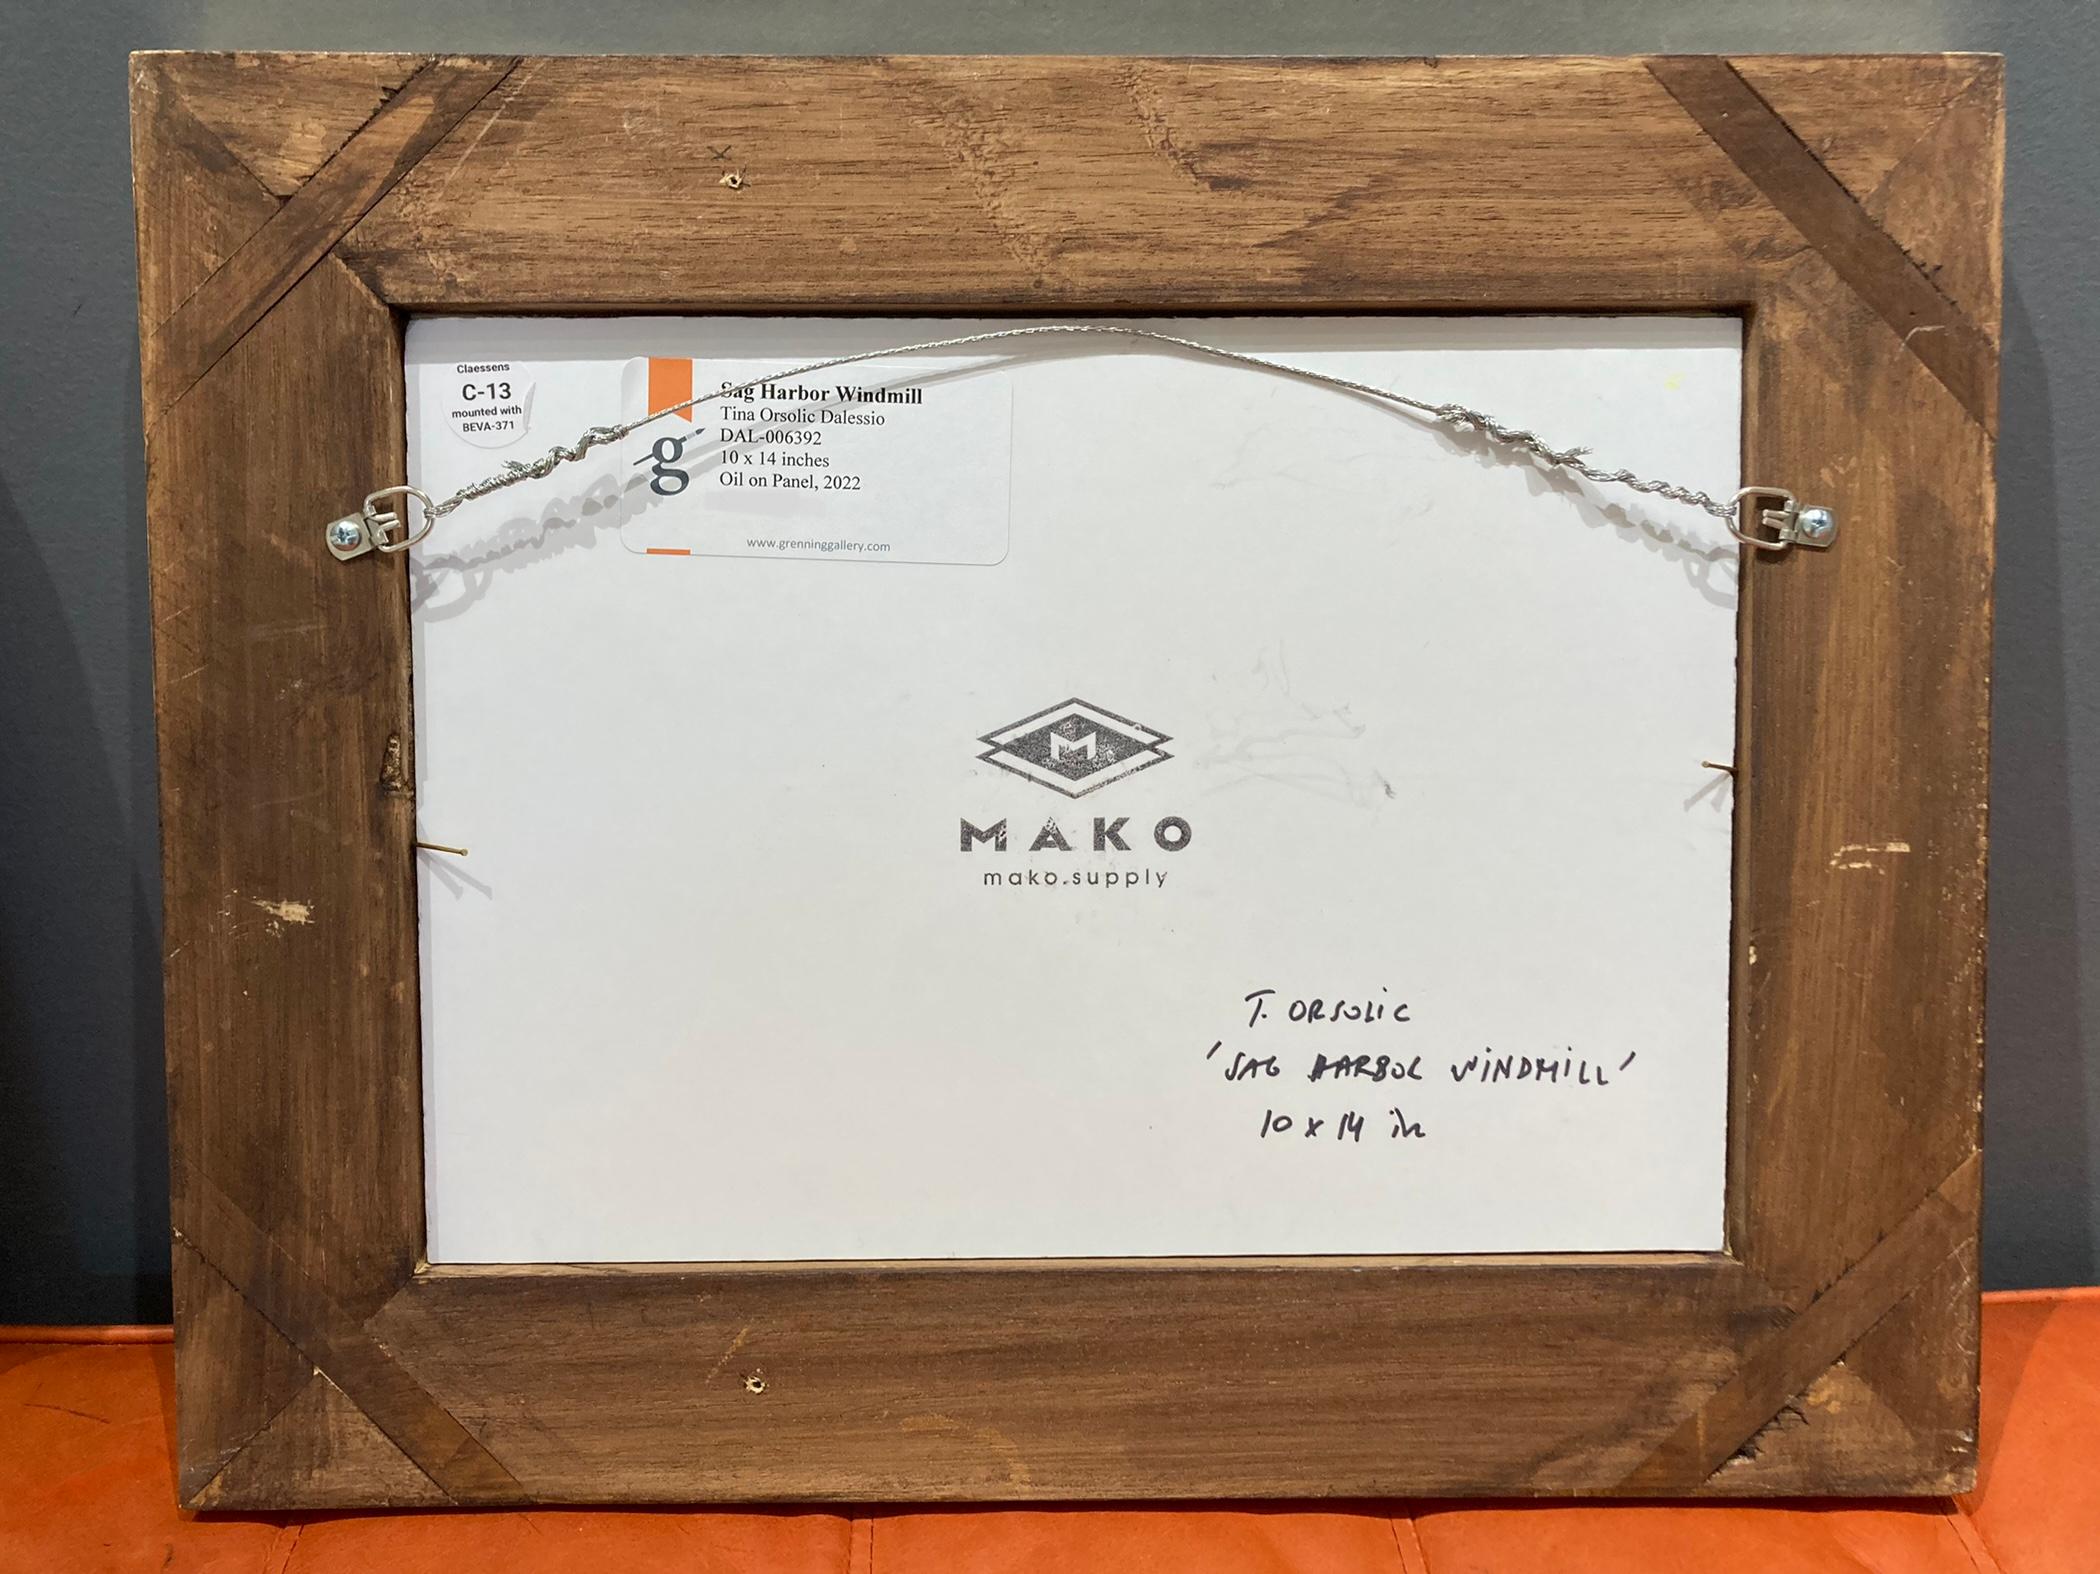 Claessens
C-13
mounted with
BEVA-371
Sag Harbor Windmill
Tina Orsolic Dalessio
DAL-006392
10 x 14 inches
Oil on Panel, 2022
g
www.grenninggallery.com
M
MAKO
mako.supply
T. ORSOLIC
'SAG HARBOR WINDMILL'
10 x 14 in